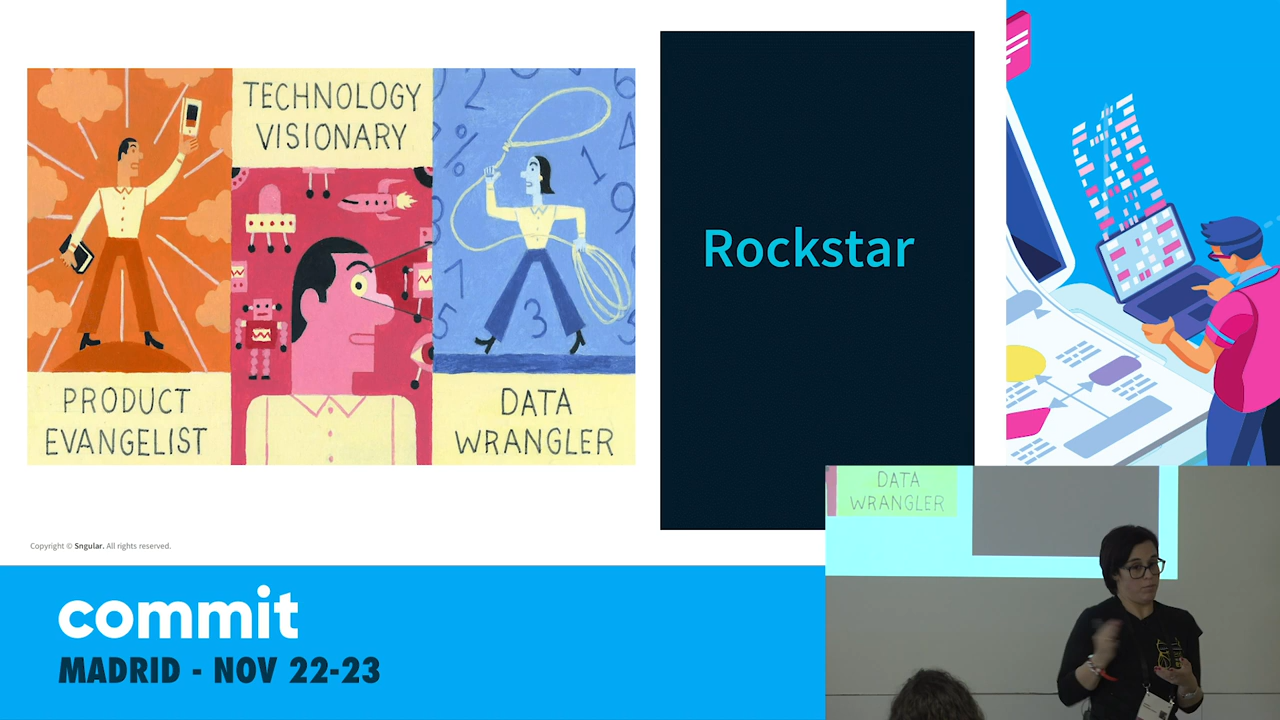 TECHNOLOGY
VISIONARY
PRODUCT
EVANGELIST
DATA
WRANGLER
Rockstar
Copyright © Sngular. All rights reserved.
commit
MADRID - NOV 22-23
DATA
WRANGLER